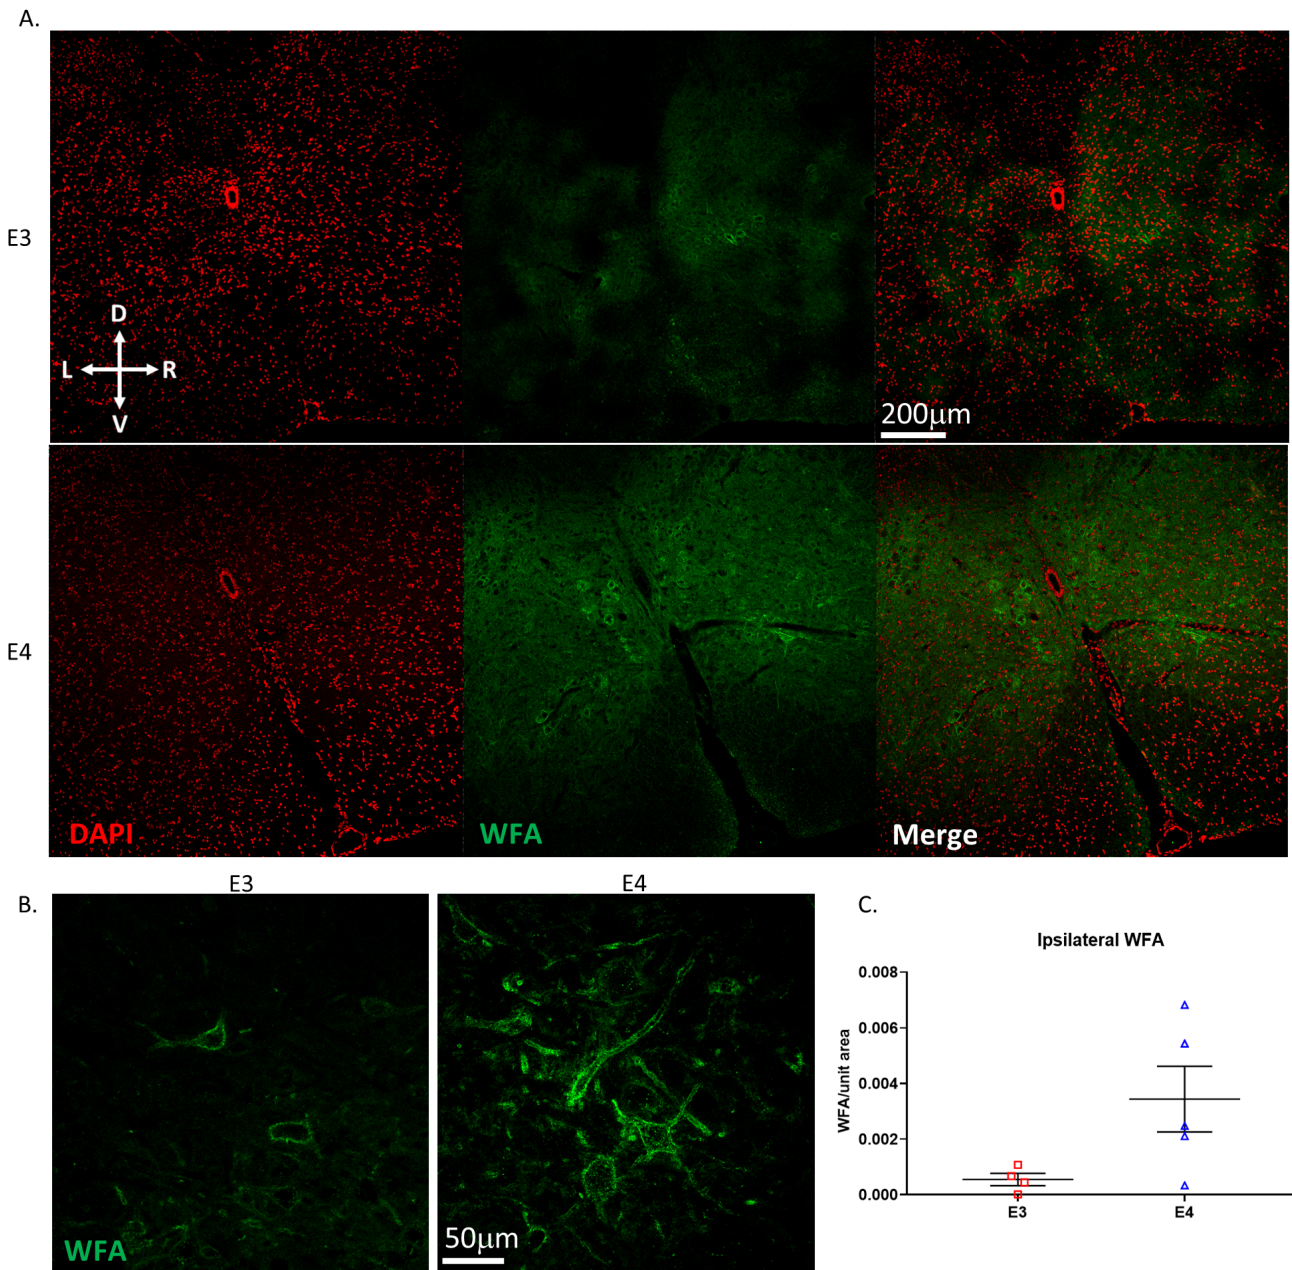 A.
E3
D
L R
V
200μm
E4
DAPI WFA Merge
E3 E4
B. C.
WFA
50μm
Ipsilateral WFA
WFA/unit area
0.008
0.006
0.004
0.002
0.000
E3 E4